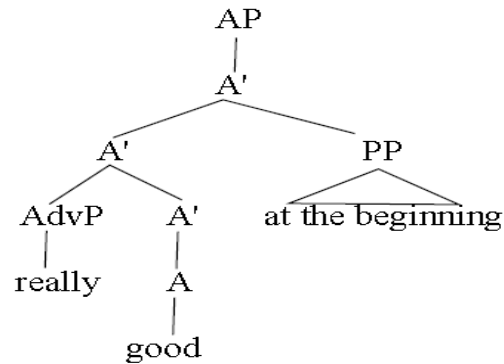 AP
A'
A' PP
AdvP A' at the beginning
really A
good